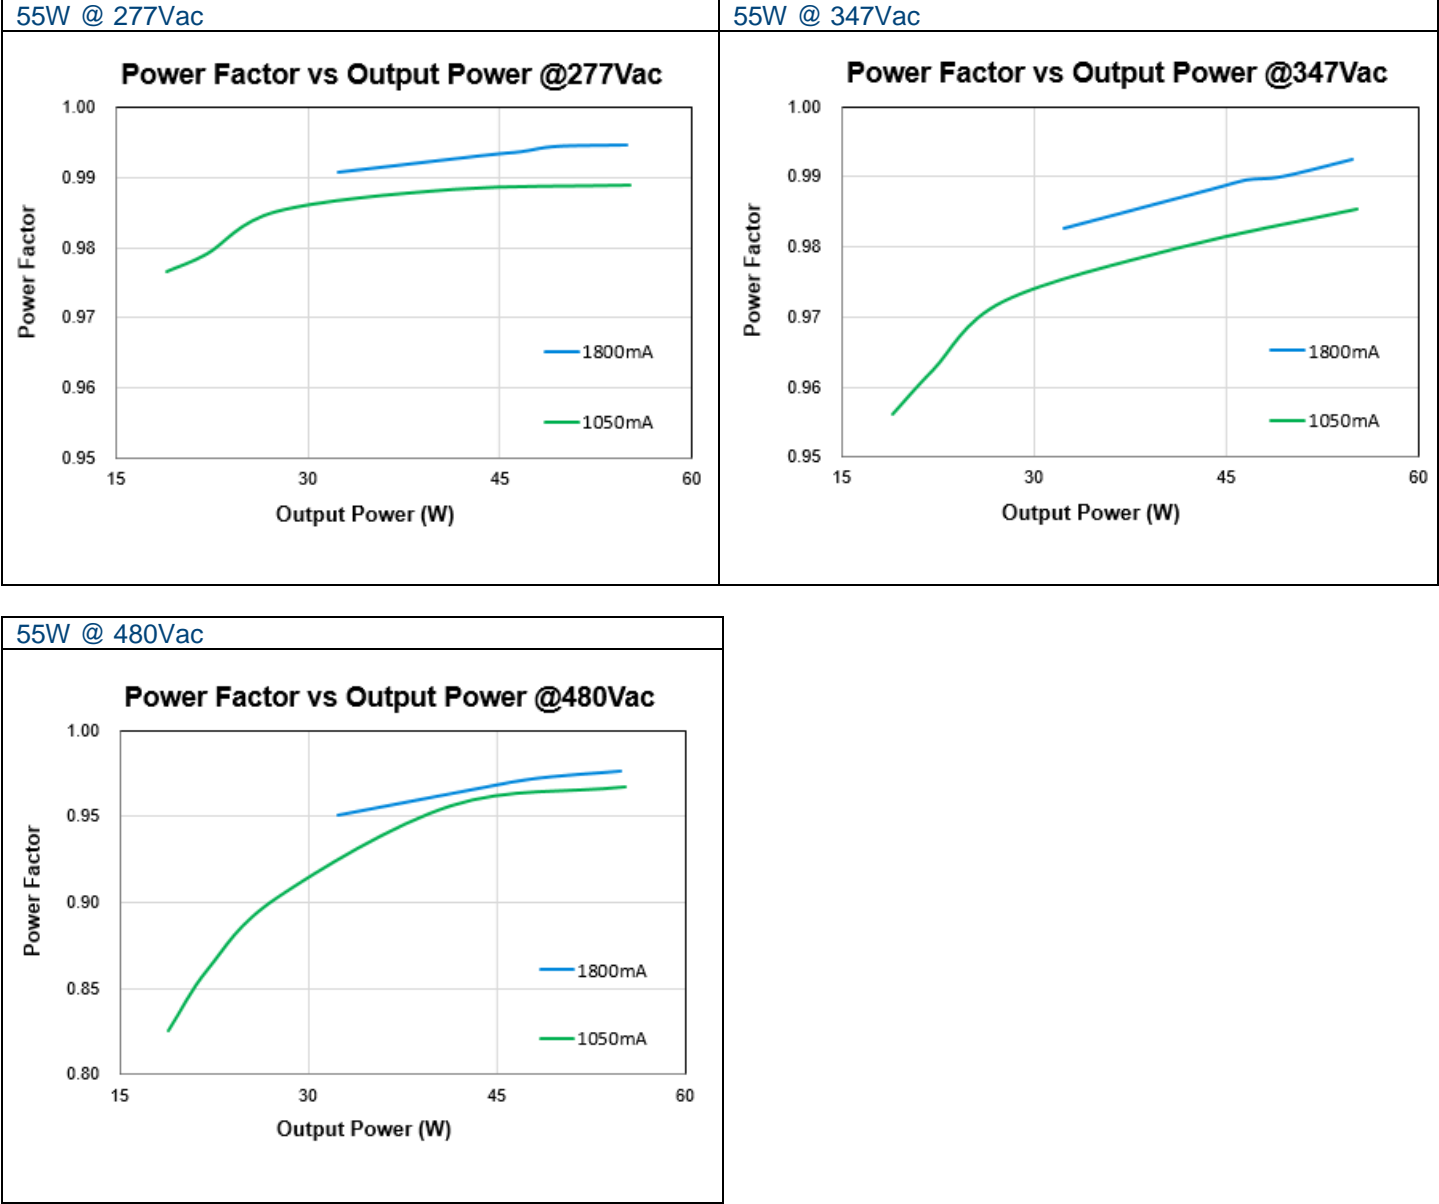 55W @ 277Vac
Power Factor vs Output Power @277Vac
1.00
0.99
0.98
0.97
0.96
0.95
Power Factor
1800mA
1050mA
15 30 45 60
Output Power (W)
55W @ 347Vac
Power Factor vs Output Power @347Vac
1.00
0.99
0.98
0.97
0.96
0.95
Power Factor
1800mA
1050mA
15 30 45 60
Output Power (W)
55W @ 480Vac
Power Factor vs Output Power @480Vac
1.00
0.95
0.90
0.85
0.80
Power Factor
1800mA
1050mA
15 30 45 60
Output Power (W)